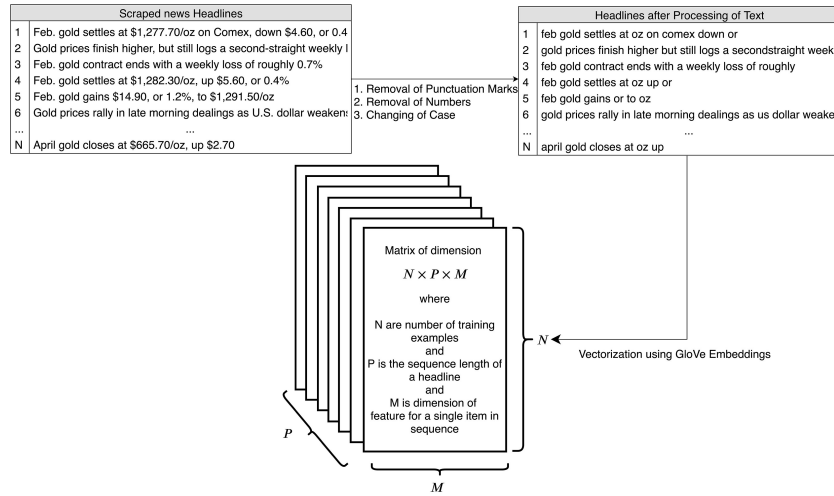 Scraped news Headlines
1 Feb. gold settles at $1,277.70/oz on Comex, down $4.60, or 0.4
2 Gold prices finish higher, but still logs a second-straight weekly l
3 Feb. gold contract ends with a weekly loss of roughly 0.7%
4 Feb. gold settles at $1,282.30/oz, up $5.60, or 0.4%
5 Feb. gold gains $14.90, or 1.2%, to $1,291.50/oz
6 Gold prices rally in late morning dealings as U.S. dollar weakens
... ...
N April gold closes at $665.70/oz, up $2.70
1. Removal of Punctuation Marks
2. Removal of Numbers
3. Changing of Case
Headlines after Processing of Text
1 feb gold settles at oz on comex down or
2 gold prices finish higher but still logs a secondstraight week
3 feb gold contract ends with a weekly loss of roughly
4 feb gold settles at oz up or
5 feb gold gains or to oz
6 gold prices rally in late morning dealings as us dollar weake
... ...
N april gold closes at oz up
Matrix of dimension
N × P × M
where
N are number of training
examples
and
P is the sequence length of
a headline
and
M is dimension of
feature for a single item in
sequence
N
Vectorization using GloVe Embeddings
P
M